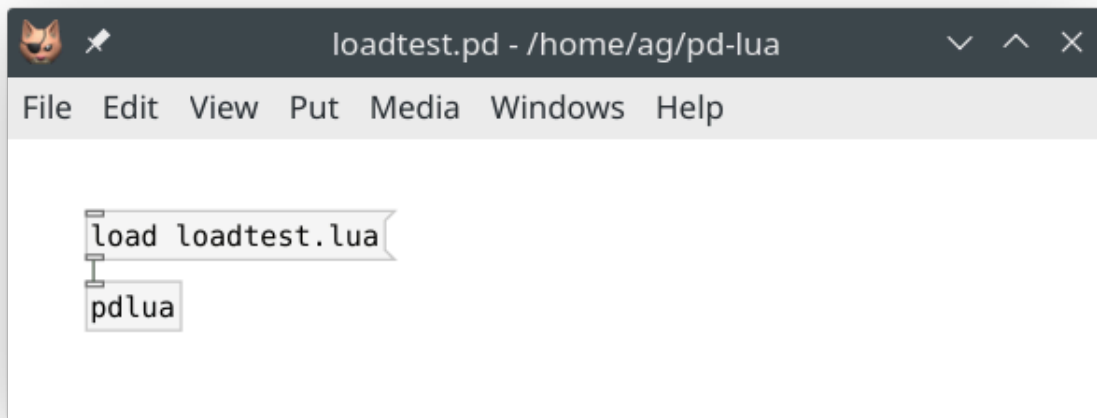 loadtest.pd - /home/ag/pd-lua
File Edit View Put Media Windows Help
load loadtest.lua
pdlua